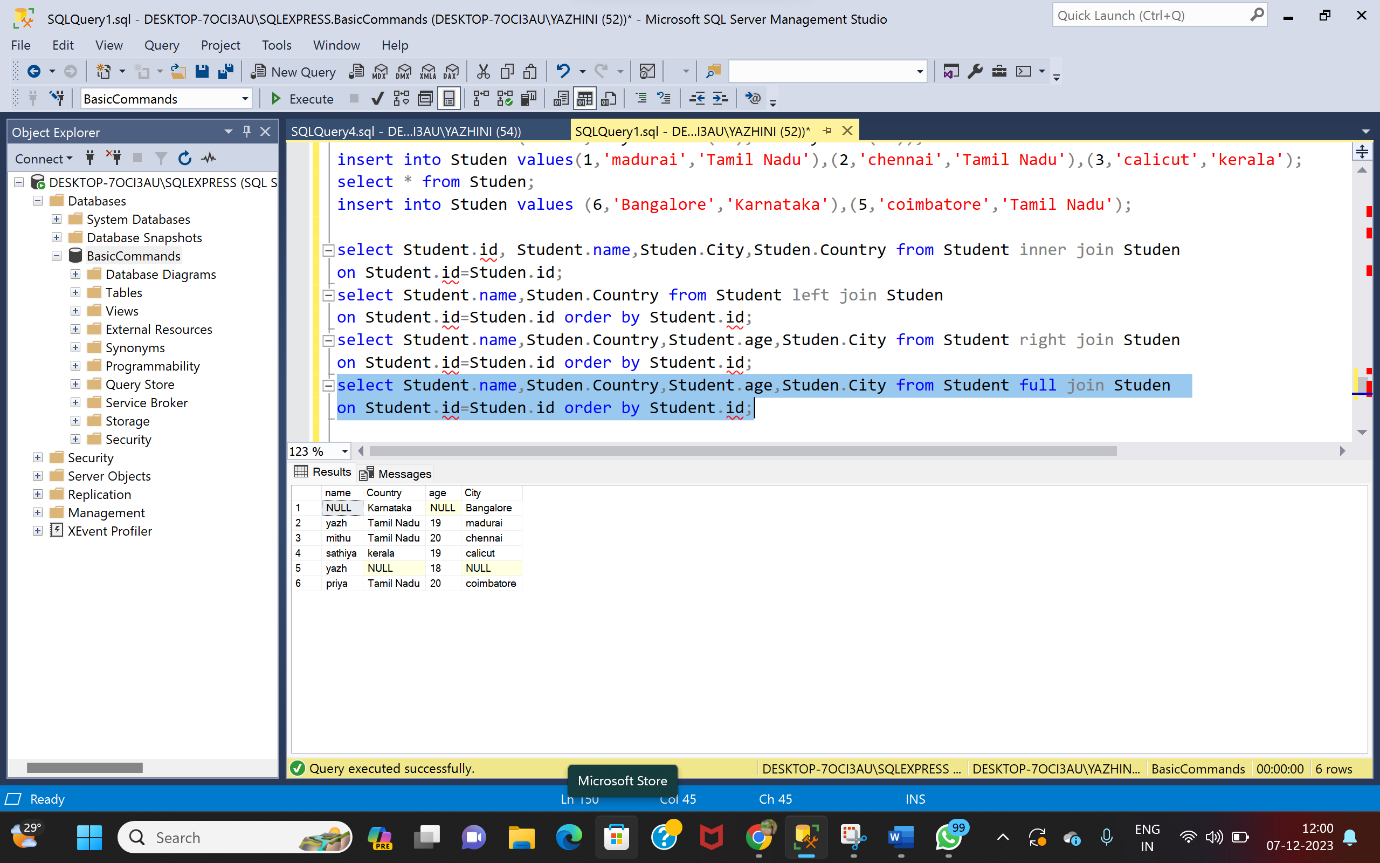 SQLQuery1.sql - DESKTOP-7OCI3AU\SQLEXPRESS.BasicCommands (DESKTOP-7OCI3AU\YAZHINI (52))* - Microsoft SQL Server Management Studio
Quick Launch (Ctrl+Q)
File Edit View Query Project Tools Window Help
New Query MDX DMX XMLA DAX
BasicCommands Execute
Object Explorer
SQLQuery4.sql - DE...I3AU\YAZHINI (54))
SQLQuery1.sql - DE...I3AU\YAZHINI (52))*
Connect
DESKTOP-7OCI3AU\SQLEXPRESS (SQL S
Databases
System Databases
Database Snapshots
BasicCommands
Database Diagrams
Tables
Views
External Resources
Synonyms
Programmability
Query Store
Service Broker
Storage
Security
Security
Server Objects
Replication
Management
XEvent Profiler
insert into Studen values(1,'madurai','Tamil Nadu'),(2,'chennai','Tamil Nadu'),(3,'calicut','kerala');
select * from Studen;
insert into Studen values (6,'Bangalore','Karnataka'),(5,'coimbatore','Tamil Nadu');
select Student.id, Student.name,Studen.City,Studen.Country from Student inner join Studen
on Student.id=Studen.id;
select Student.name,Studen.Country from Student left join Studen
on Student.id=Studen.id order by Student.id;
select Student.name,Studen.Country,Student.age,Studen.City from Student right join Studen
on Student.id=Studen.id order by Student.id;
select Student.name,Studen.Country,Student.age,Studen.City from Student full join Studen
on Student.id=Studen.id order by Student.id;
123 %
Results Messages
name Country age City
1 NULL Karnataka NULL Bangalore
2 yazh Tamil Nadu 19 madurai
3 mithu Tamil Nadu 20 chennai
4 sathiya kerala 19 calicut
5 yazh NULL 18 NULL
6 priya Tamil Nadu 20 coimbatore
Query executed successfully.
DESKTOP-7OCI3AU\SQLEXPRESS ... DESKTOP-7OCI3AU\YAZHIN... BasicCommands 00:00:00 6 rows
Microsoft Store
Ready Ln 150 Col 45 Ch 45 INS
29°
Search
PRE
99
ENG
IN
12:00
07-12-2023